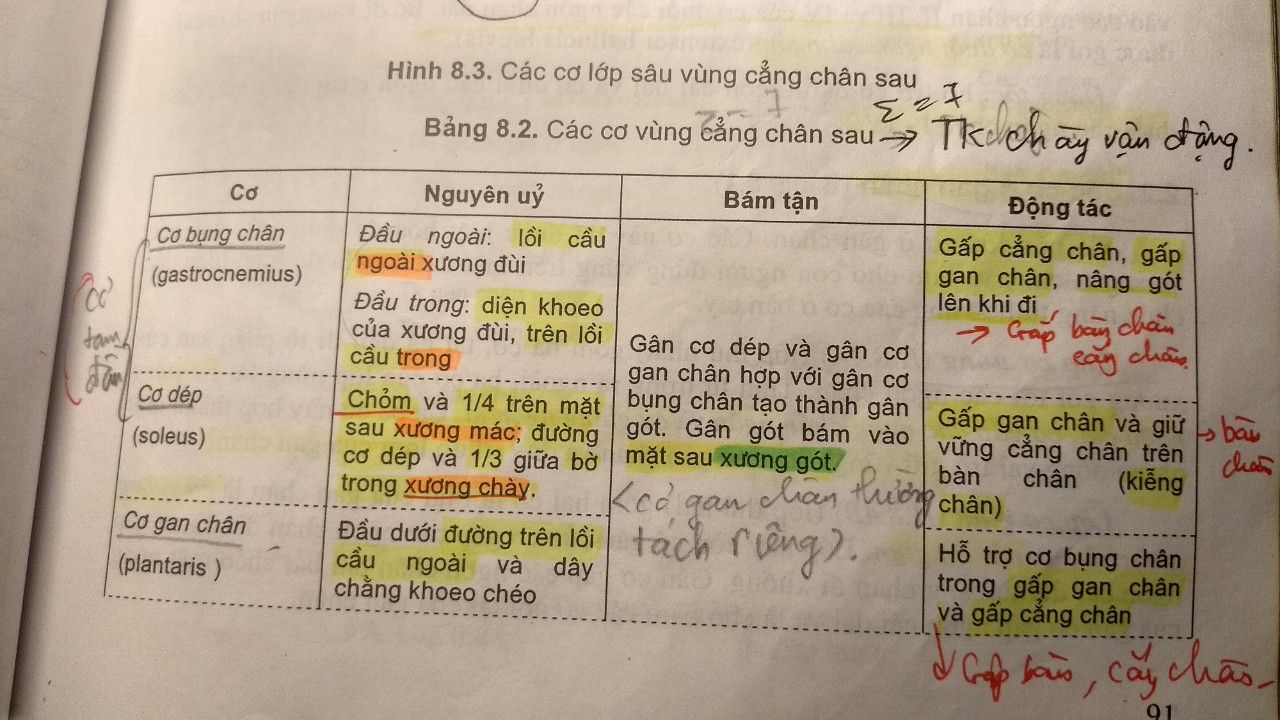 Hình 8.3. Các cơ lớp sâu vùng cẳng chân sau
Σ = 7
Bảng 8.2. Các cơ vùng cẳng chân sau → TK chày vận động.
Cơ
Nguyên uỷ
Bám tận
Động tác
Cơ bụng chân
(gastrocnemius)
Đầu ngoài: lồi cầu
ngoài xương đùi
Đầu trong: diện khoeo
của xương đùi, trên lồi
cầu trong
Gân cơ dép và gân cơ
gan chân hợp với gân cơ
bụng chân tạo thành gân
gót. Gân gót bám vào
mặt sau xương gót.
<cơ gan chân thường
tách riêng).
Gấp cẳng chân, gấp
gan chân, nâng gót
lên khi đi
→ Gấp bàn chân
cẳng chân
cơ
tam
đầu
Cơ dép
(soleus)
Chỏm và 1/4 trên mặt
sau xương mác; đường
cơ dép và 1/3 giữa bờ
trong xương chày.
Gấp gan chân và giữ
vững cẳng chân trên
bàn chân (kiễng
chân)
→ bàn
chân
Cơ gan chân
(plantaris )
Đầu dưới đường trên lồi
cầu ngoài và dây
chằng khoeo chéo
Hỗ trợ cơ bụng chân
trong gấp gan chân
và gấp cẳng chân
↓ Gấp bàn, cẳng chân
91